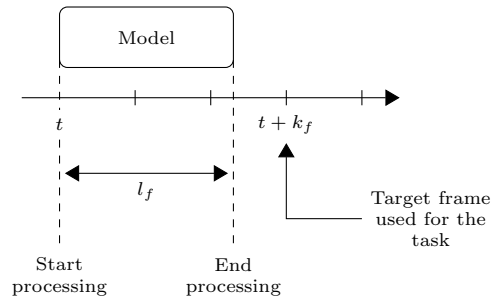 Model
t
t + k_f
l_f
Target frame
used for the
task
Start
processing
End
processing